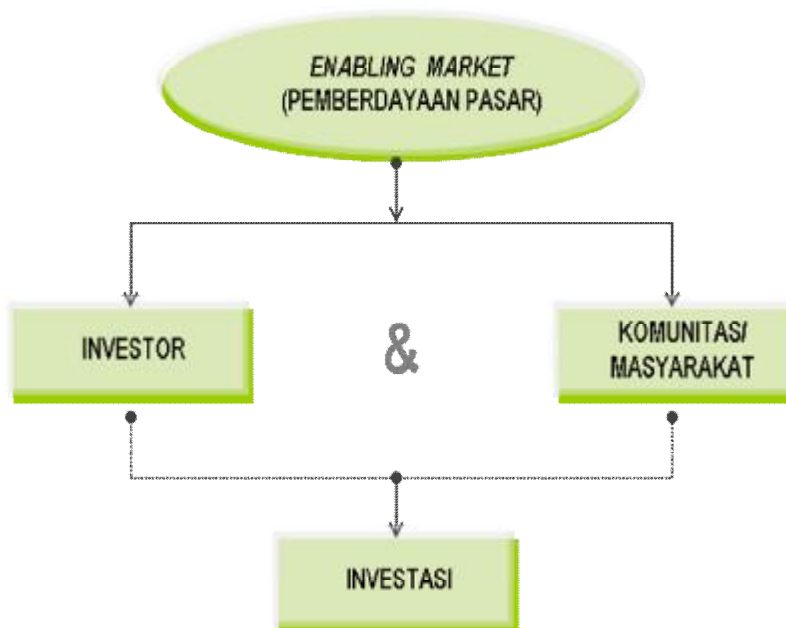 ENABLING MARKET
(PEMBERDAYAAN PASAR)
INVESTOR
&
KOMUNITAS/
MASYARAKAT
INVESTASI